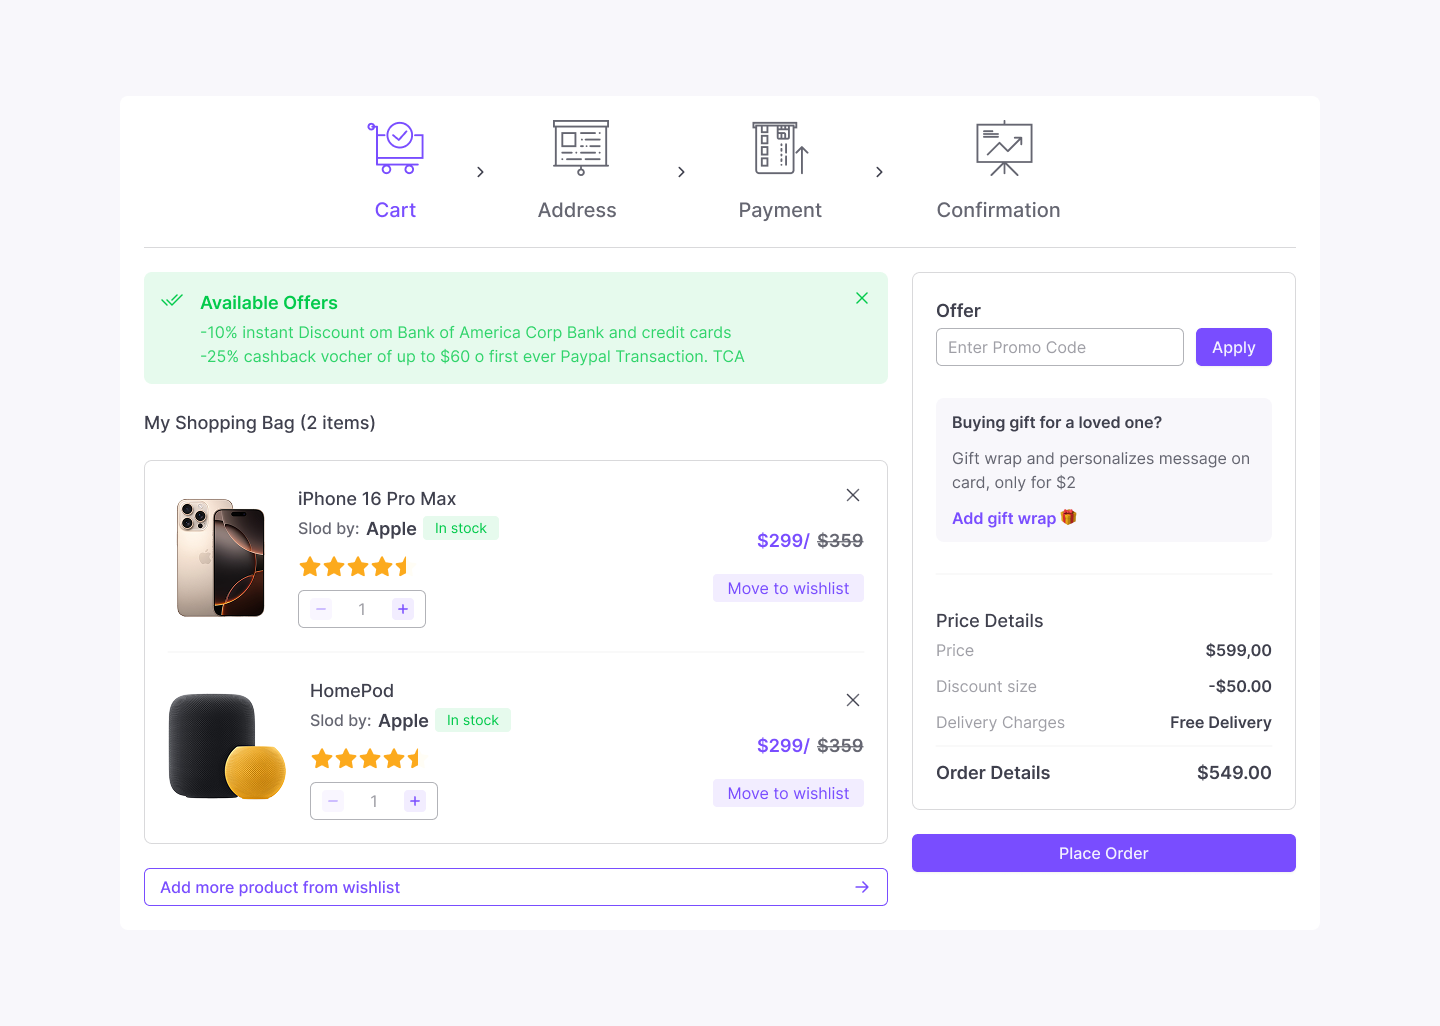 Cart
Address
Payment
Confirmation
Available Offers
-10% instant Discount om Bank of America Corp Bank and credit cards
-25% cashback vocher of up to $60 o first ever Paypal Transaction. TCA
My Shopping Bag (2 items)
iPhone 16 Pro Max
Slod by: Apple In stock
$299/ $359
Move to wishlist
1
HomePod
Slod by: Apple In stock
$299/ $359
Move to wishlist
1
Add more product from wishlist
Offer
Enter Promo Code
Apply
Buying gift for a loved one?
Gift wrap and personalizes message on
card, only for $2
Add gift wrap
Price Details
Price $599,00
Discount size -$50.00
Delivery Charges Free Delivery
Order Details $549.00
Place Order